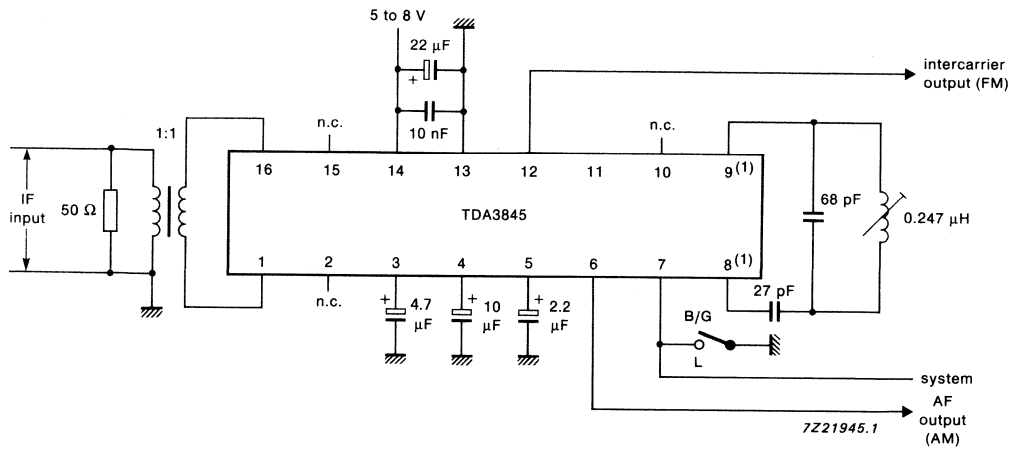 5 to 8 V
22 µF
+
10 nF
intercarrier
output (FM)
1:1
n.c.
n.c.
16 15 14 13 12 11 10 9(1)
IF
input
50 Ω
TDA3845
68 pF
0.247 µH
1 2 3 4 5 6 7 8(1)
n.c.
+ 4.7
µF
+ 10
µF
+ 2.2
µF
27 pF
B/G
L
system
AF
output
(AM)
7Z21945.1